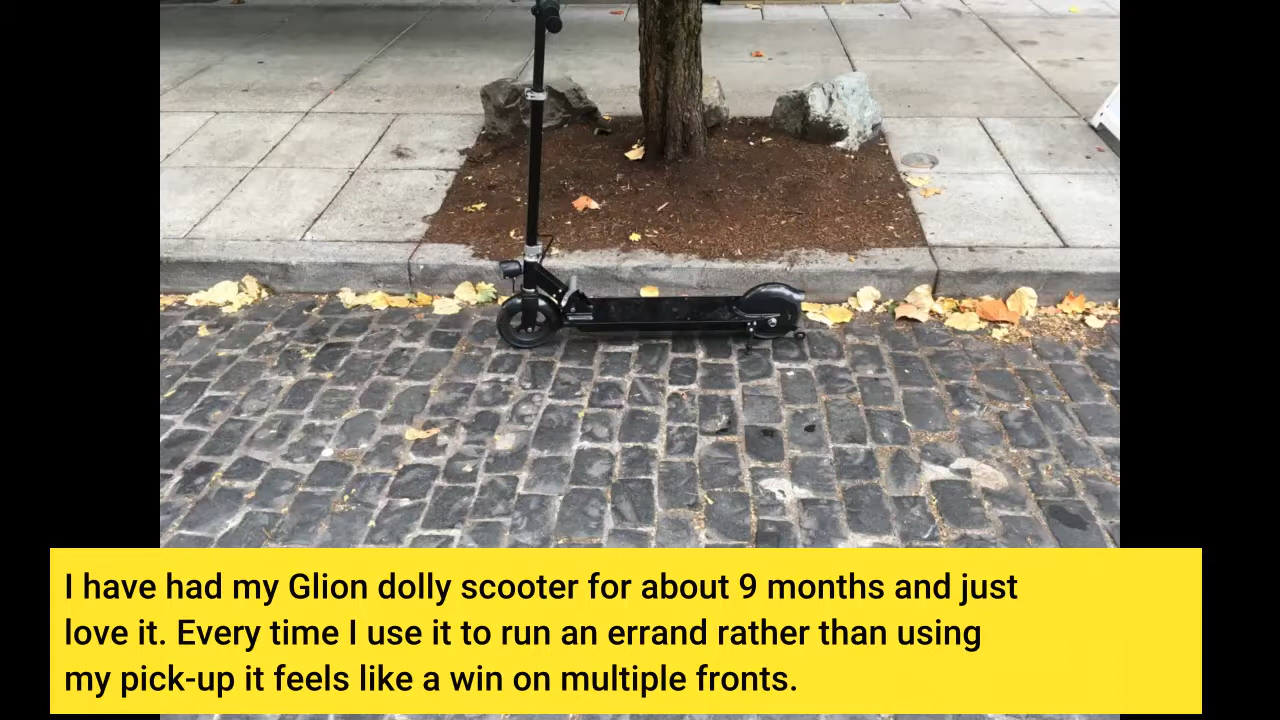 I have had my Glion dolly scooter for about 9 months and just
love it. Every time I use it to run an errand rather than using
my pick-up it feels like a win on multiple fronts.